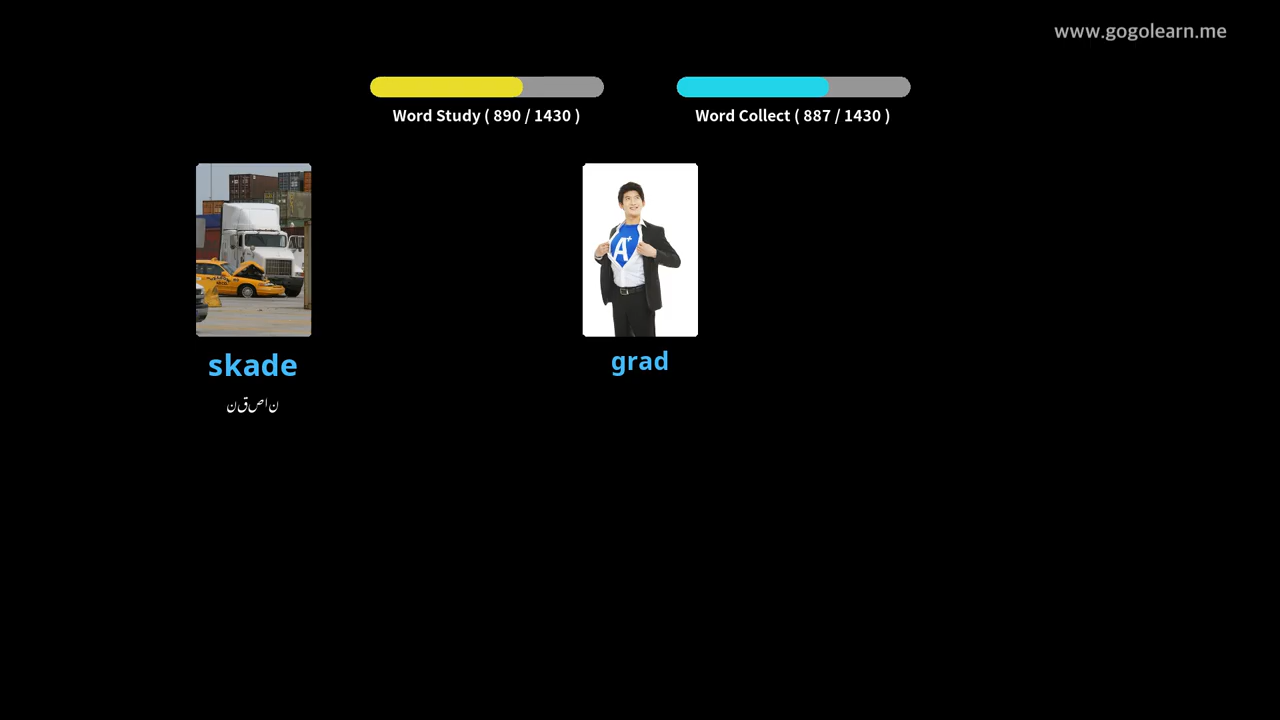 www.gogolearn.me
Word Study ( 890 / 1430 )
Word Collect ( 887 / 1430 )
A+
skade
grad
نقصان